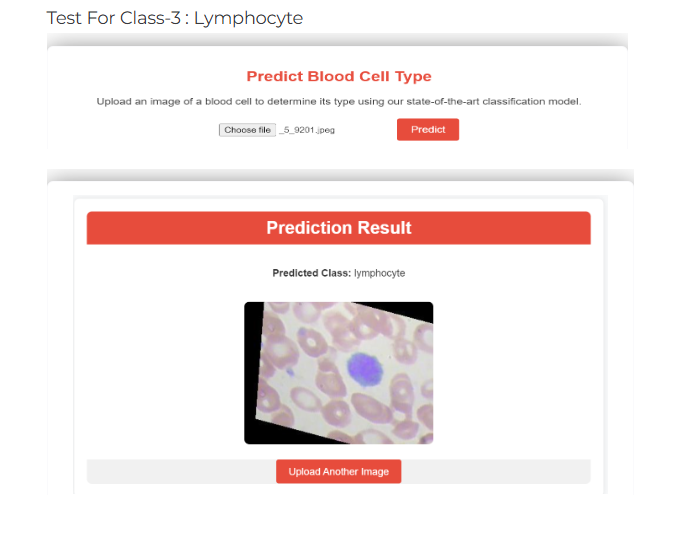 Test For Class-3 : Lymphocyte
Predict Blood Cell Type
Upload an image of a blood cell to determine its type using our state-of-the-art classification model.
Choose file _5_9201.jpeg Predict
Prediction Result
Predicted Class: lymphocyte
Upload Another Image